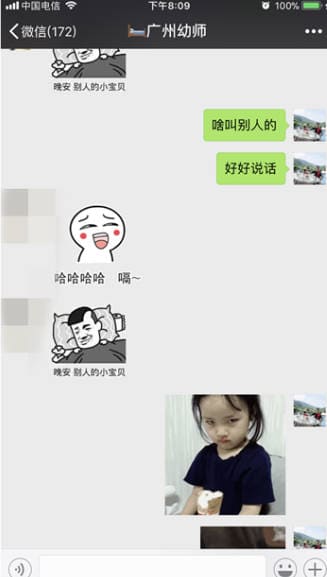 中国电信 下午8:09 100%
微信(172) 广州幼师
晚安 别人的小宝贝
啥叫别人的
好好说话
哈哈哈哈 嗝~
晚安 别人的小宝贝